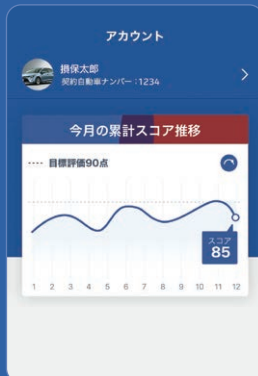 アカウント
損保太郎
契約自動車ナンバー:1234
今月の累計スコア推移
---- 目標評価90点
スコア
85
1 2 3 4 5 6 7 8 9 10 11 12